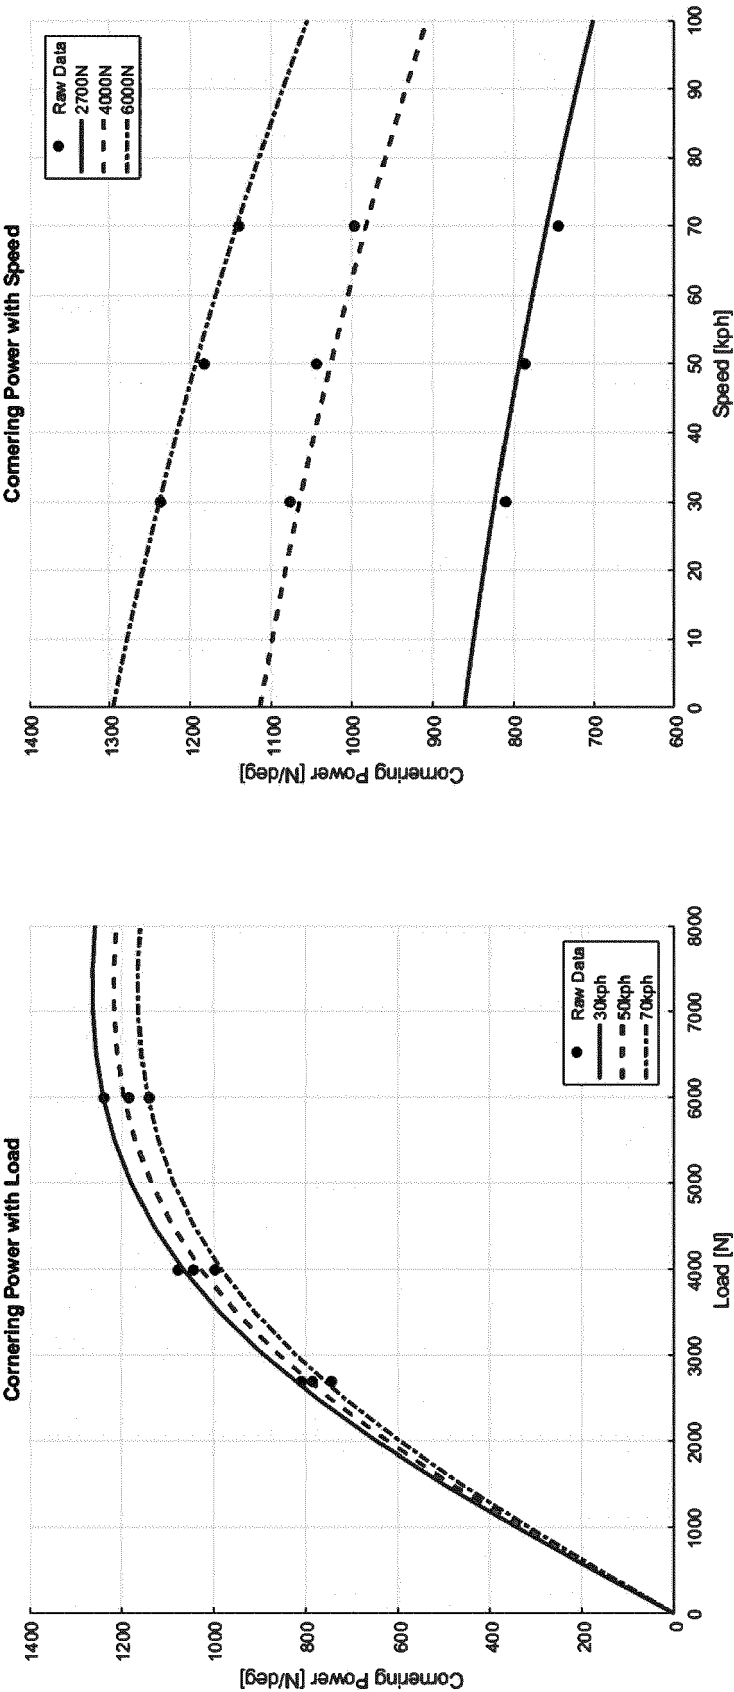 Cornering Power with Load
Cornering Power [N/deg]
1400
1200
1000
800
600
400
200
0
0 1000 2000 3000 4000 5000 6000 7000 8000
Load [N]
Raw Data
30kph
50kph
70kph
Cornering Power with Speed
Cornering Power [N/deg]
1400
1300
1200
1100
1000
900
800
700
600
0 10 20 30 40 50 60 70 80 90 100
Speed [kph]
Raw Data
2700N
4000N
6000N